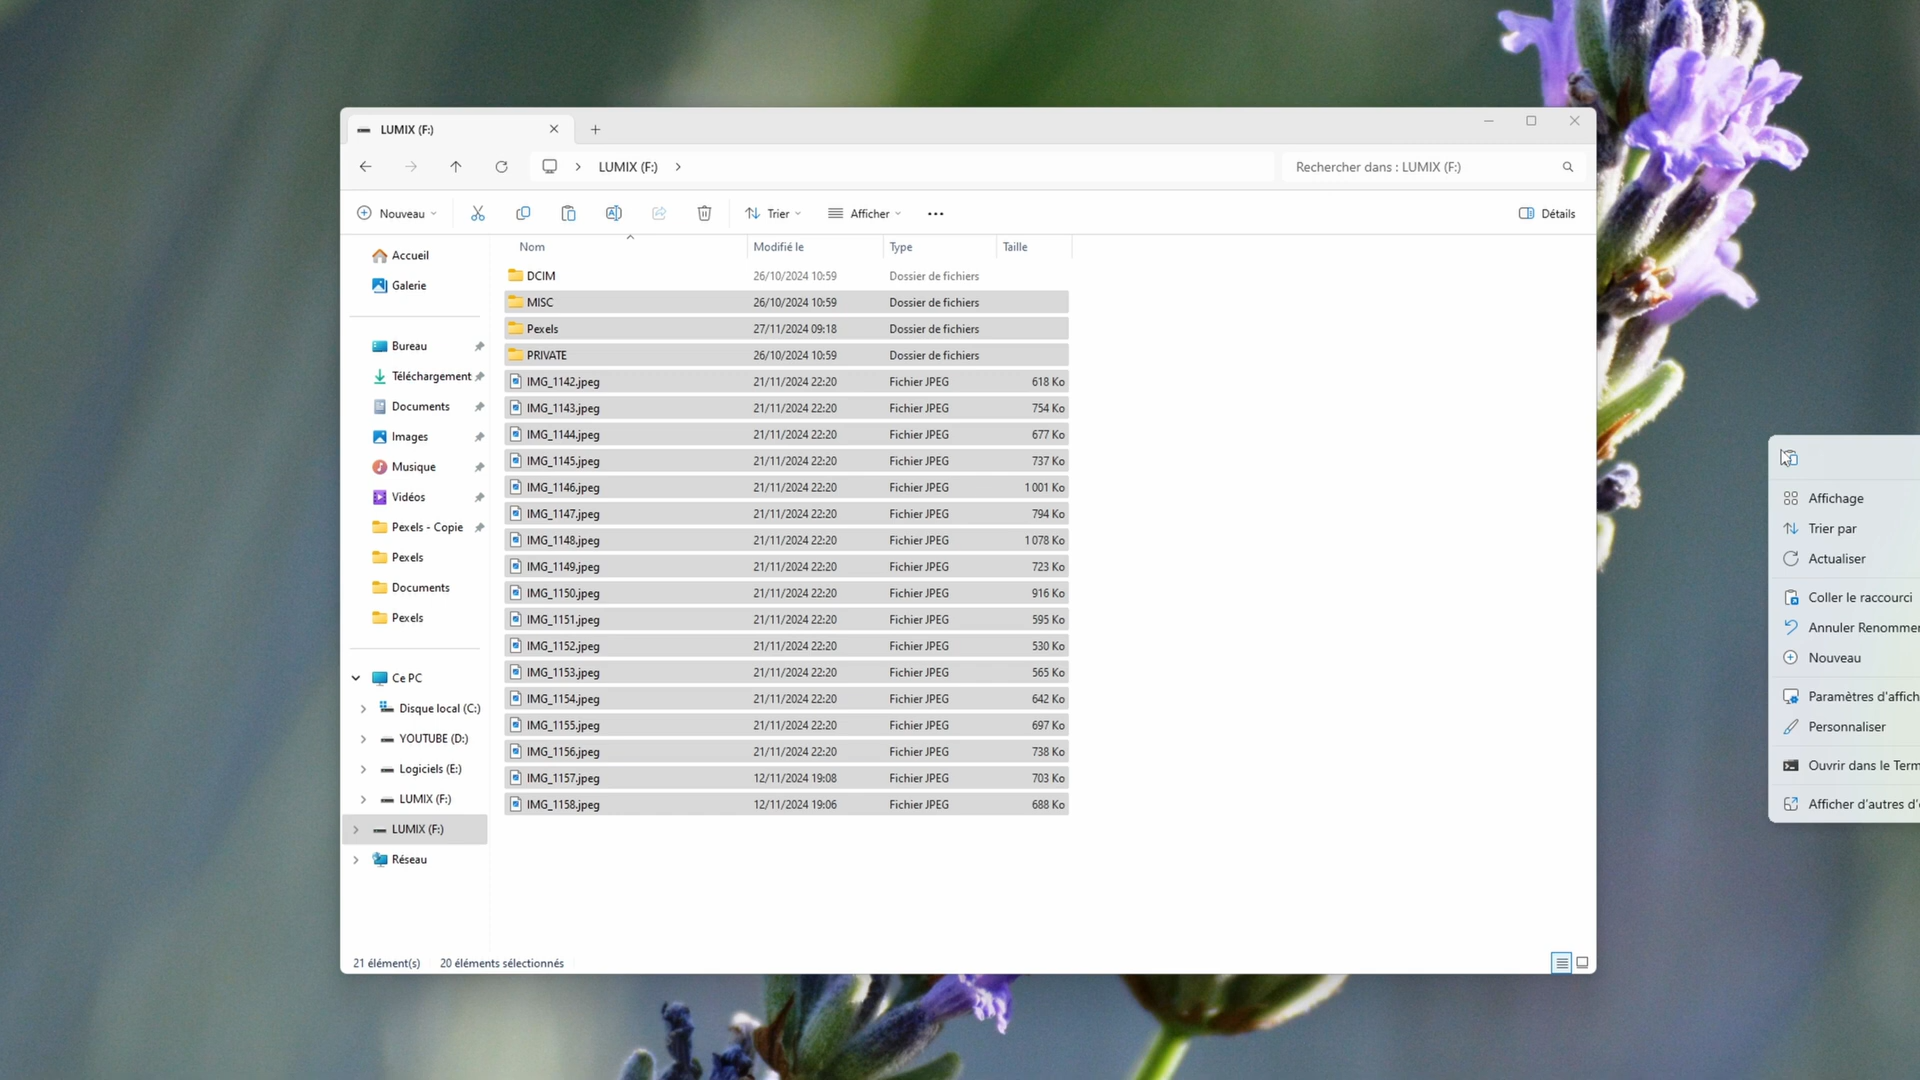 LUMIX (F:)
LUMIX (F:)
Rechercher dans : LUMIX (F:)
Nouveau
Trier
Afficher
Détails
Nom
Modifié le
Type
Taille
Accueil
Galerie
Bureau
Téléchargement
Documents
Images
Musique
Vidéos
Pexels - Copie
Pexels
Documents
Pexels
Ce PC
Disque local (C:)
YOUTUBE (D:)
Logiciels (E:)
LUMIX (F:)
LUMIX (F:)
Réseau
DCIM 26/10/2024 10:59 Dossier de fichiers
MISC 26/10/2024 10:59 Dossier de fichiers
Pexels 27/11/2024 09:18 Dossier de fichiers
PRIVATE 26/10/2024 10:59 Dossier de fichiers
IMG_1142.jpeg 21/11/2024 22:20 Fichier JPEG 618 Ko
IMG_1143.jpeg 21/11/2024 22:20 Fichier JPEG 754 Ko
IMG_1144.jpeg 21/11/2024 22:20 Fichier JPEG 677 Ko
IMG_1145.jpeg 21/11/2024 22:20 Fichier JPEG 737 Ko
IMG_1146.jpeg 21/11/2024 22:20 Fichier JPEG 1 001 Ko
IMG_1147.jpeg 21/11/2024 22:20 Fichier JPEG 794 Ko
IMG_1148.jpeg 21/11/2024 22:20 Fichier JPEG 1 078 Ko
IMG_1149.jpeg 21/11/2024 22:20 Fichier JPEG 723 Ko
IMG_1150.jpeg 21/11/2024 22:20 Fichier JPEG 916 Ko
IMG_1151.jpeg 21/11/2024 22:20 Fichier JPEG 595 Ko
IMG_1152.jpeg 21/11/2024 22:20 Fichier JPEG 530 Ko
IMG_1153.jpeg 21/11/2024 22:20 Fichier JPEG 565 Ko
IMG_1154.jpeg 21/11/2024 22:20 Fichier JPEG 642 Ko
IMG_1155.jpeg 21/11/2024 22:20 Fichier JPEG 697 Ko
IMG_1156.jpeg 21/11/2024 22:20 Fichier JPEG 738 Ko
IMG_1157.jpeg 12/11/2024 19:08 Fichier JPEG 703 Ko
IMG_1158.jpeg 12/11/2024 19:06 Fichier JPEG 688 Ko
21 élément(s) 20 éléments sélectionnés
Affichage
Trier par
Actualiser
Coller le raccourci
Annuler Renommer
Nouveau
Paramètres d'affich
Personnaliser
Ouvrir dans le Term
Afficher d'autres d'